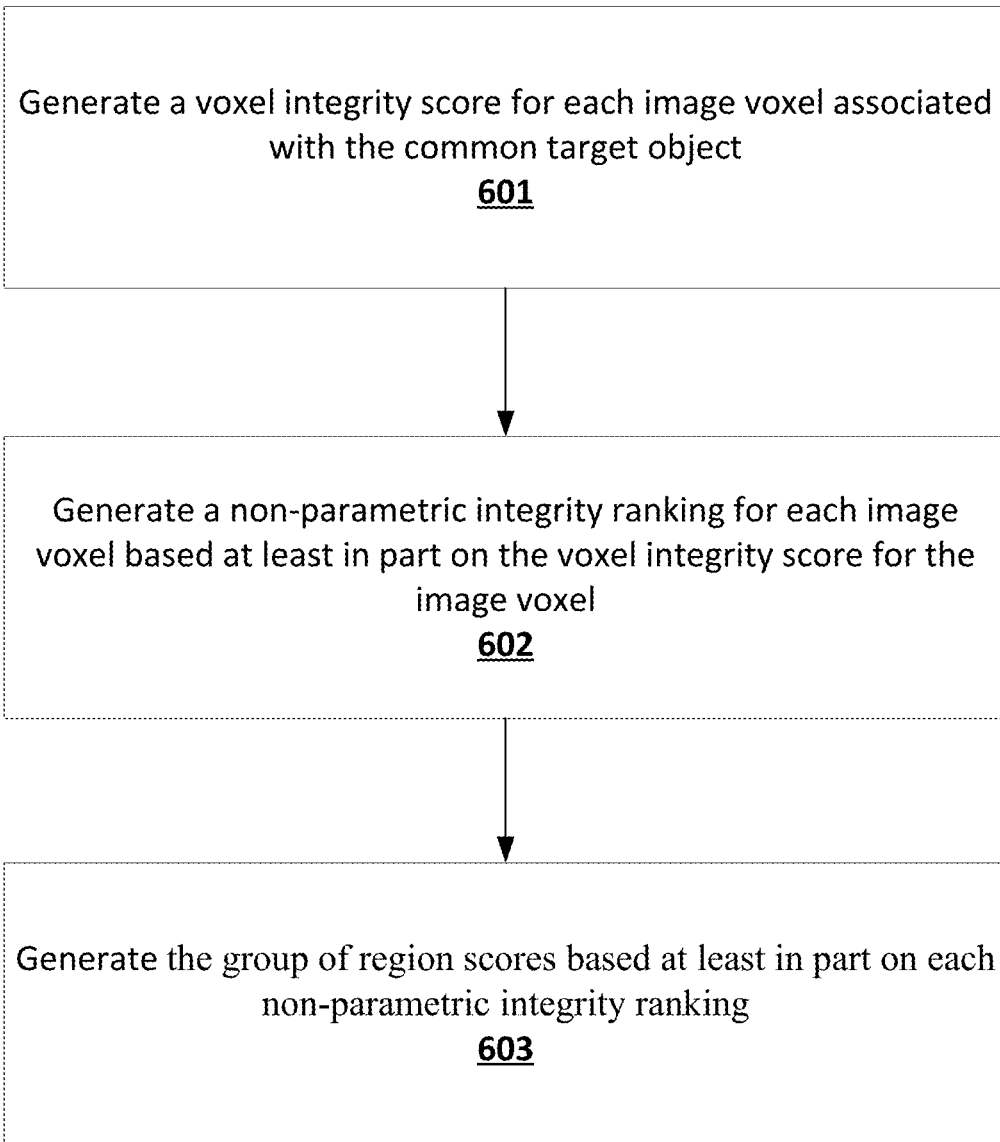 Generate a voxel integrity score for each image voxel associated
with the common target object
601
Generate a non-parametric integrity ranking for each image
voxel based at least in part on the voxel integrity score for the
image voxel
602
Generate the group of region scores based at least in part on each
non-parametric integrity ranking
603